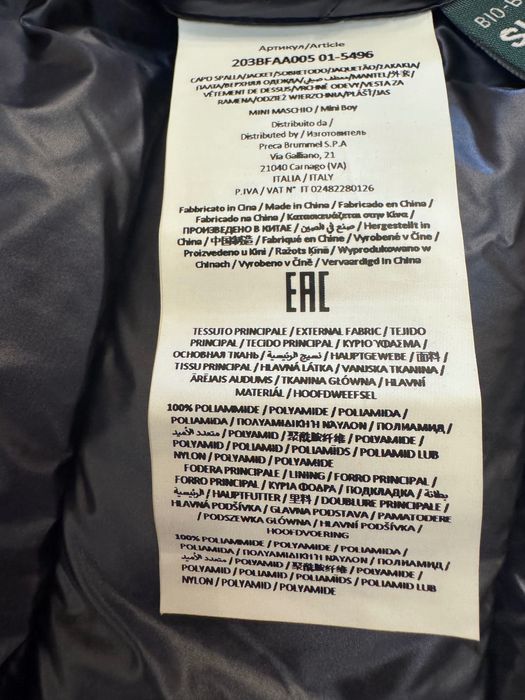 BIO-B
Артикул/Article
203BFAA005 01-5496
CAPO SPALLA/JACKET/SOBRETODO/JAQUETÃO/ΖΑΚΑΚΙΑ/
ПАЛТА/ВЕРХНЯЯ ОДЕЖДА/معطف صيفي/MANTEL/外套/
VÊTEMENT DE DESSUS/VRCHNÉ ODEVY/VESTA ZA
RAMENA/ODZIEŻ WIERZCHNIA/PLÁŠŤ/JAS
MINI MASCHIO / Mini Boy
Distribuito da /
Distributed by / Изготовитель
Preca Brummel S.P.A
Via Galliano, 21
21040 Carnago (VA)
ITALIA / ITALY
P.IVA / VAT N° IT 02482280126
Fabbricato in Cina / Made in China / Fabricado en China /
Fabricado na China / Κατασκευάζεται στην Κίνα /
ПРОИЗВЕДЕНО В КИТАЕ / صنع في الصين / Hergestellt in
China / 中国制造 / Fabriqué en Chine / Vyrobené v Číne /
Proizvedeno u Kini / Ražots Ķīnā / Wyprodukowano w
Chinach / Vyrobeno v Číně / Vervaardigd in China
EAC
TESSUTO PRINCIPALE / EXTERNAL FABRIC / TEJIDO
PRINCIPAL / TECIDO PRINCIPAL / ΚΥΡΙΟ ΥΦΑΣΜΑ /
ОСНОВНАЯ ТКАНЬ / نسيج الرئيسية / HAUPTGEWEBE / 面料 /
TISSU PRINCIPAL / HLAVNÁ LÁTKA / VANJSKA TKANINA /
ĀRĒJAIS AUDUMS / TKANINA GŁÓWNA / HLAVNÍ
MATERIÁL / HOOFDWEEFSEL
100% POLIAMMIDE / POLYAMIDE / POLIAMIDA /
POLIAMIDA / ΠΟΛΥΑΜΙΔΙΚΗ ΝΑΥΛΟΝ / ПОЛИАМИД /
متعدد الأميد / POLYAMID / 聚酰胺纤维 / POLYAMIDE /
POLYAMID / POLIAMID / POLIAMĪDS / POLIAMID LUB
NYLON / POLYAMID / POLYAMIDE
FODERA PRINCIPALE / LINING / FORRO PRINCIPAL /
FORRO PRINCIPAL / ΚΥΡΙΑ ΦΟΔΡΑ / ПОДКЛАДКА / بطانة
الرئيسية / HAUPTFUTTER / 里料 / DOUBLURE PRINCIPALE /
HLAVNÁ PODŠÍVKA / GLAVNA PODSTAVA / PAMATODERE
/ PODSZEWKA GŁÓWNA / HLAVNÍ PODŠÍVKA /
HOOFDVOERING
100% POLIAMMIDE / POLYAMIDE / POLIAMIDA /
POLIAMIDA / ΠΟΛΥΑΜΙΔΙΚΗ ΝΑΥΛΟΝ / ПОЛИАМИД /
متعدد الأميد / POLYAMID / 聚酰胺纤维 / POLYAMIDE /
POLYAMID / POLIAMID / POLIAMĪDS / POLIAMID LUB
NYLON / POLYAMID / POLYAMIDE